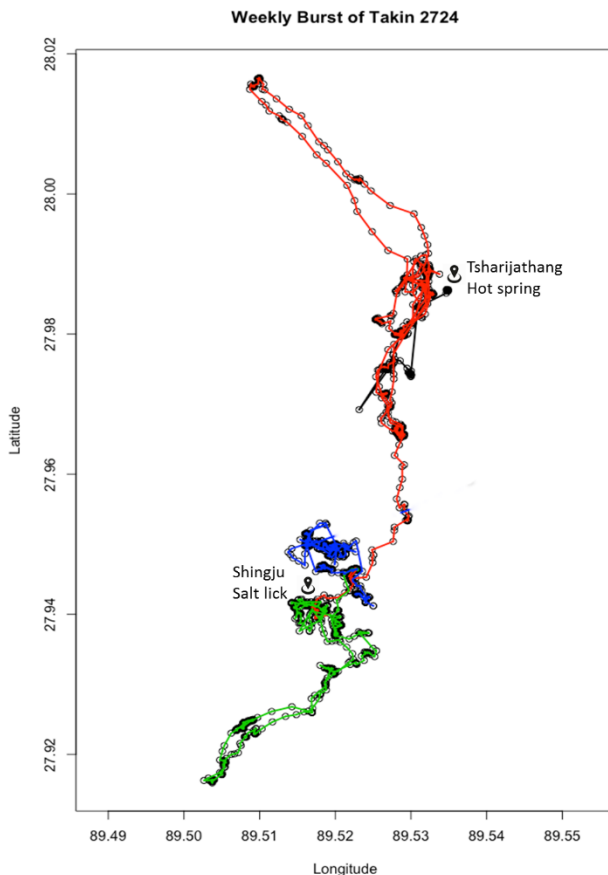 Weekly Burst of Takin 2724
28.02
28.00
27.98
27.96
27.94
27.92
Latitude
Tsharijathang
Hot spring
Shingju
Salt lick
89.49 89.50 89.51 89.52 89.53 89.54 89.55
Longitude